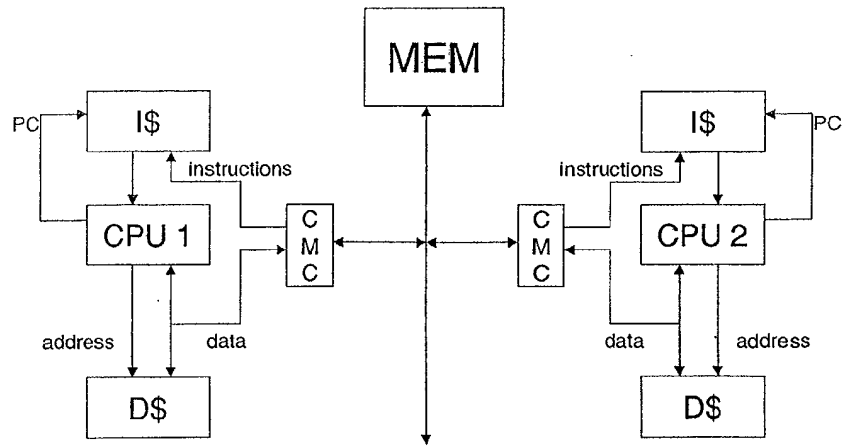 MEM
PC
I$
I$
PC
instructions
instructions
CPU 1
C
M
C
C
M
C
CPU 2
address
data
data
address
D$
D$